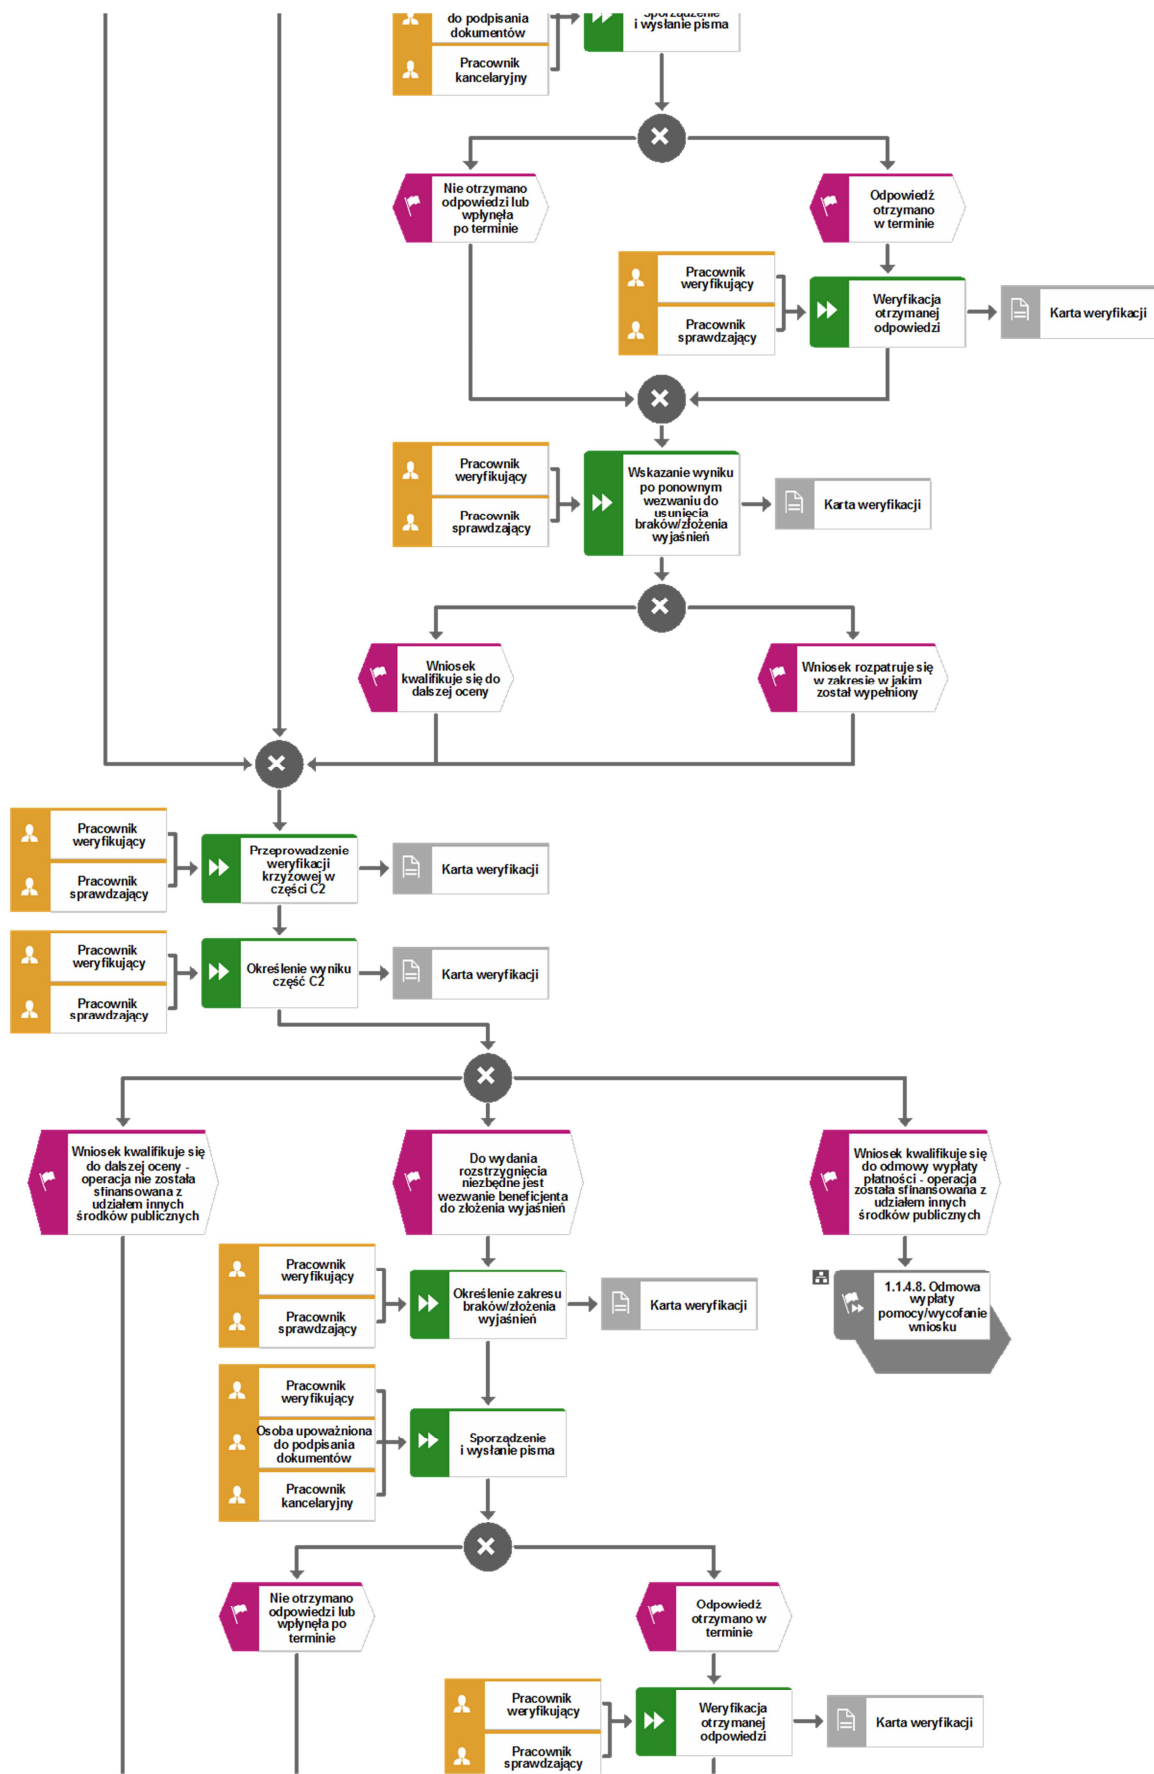 do podpisania
dokumentów
Sporządzenie
i wysłanie pisma
Pracownik
kancelaryjny
Nie otrzymano
odpowiedzi lub
wpłynęła
po terminie
Odpowiedź
otrzymano
w terminie
Pracownik
weryfikujący
Pracownik
sprawdzający
Weryfikacja
otrzymanej
odpowiedzi
Karta weryfikacji
Pracownik
weryfikujący
Pracownik
sprawdzający
Wskazanie wyniku
po ponownym
wezwaniu do
usunięcia
braków/złożenia
wyjaśnień
Karta weryfikacji
Wniosek
kwalifikuje się do
dalszej oceny
Wniosek rozpatruje się
w zakresie w jakim
został wypełniony
Pracownik
weryfikujący
Pracownik
sprawdzający
Przeprowadzenie
weryfikacji
krzyżowej w
części C2
Karta weryfikacji
Pracownik
weryfikujący
Pracownik
sprawdzający
Określenie wyniku
część C2
Karta weryfikacji
Wniosek kwalifikuje się
do dalszej oceny -
operacja nie została
sfinansowana z
udziałem innych
środków publicznych
Do wydania
rozstrzygnięcia
niezbędne jest
wezwanie beneficjenta
do złożenia wyjaśnień
Wniosek kwalifikuje się
do odmowy wypłaty
płatności - operacja
została sfinansowana z
udziałem innych
środków publicznych
Pracownik
weryfikujący
Pracownik
sprawdzający
Określenie zakresu
braków/złożenia
wyjaśnień
Karta weryfikacji
1.1.4.8. Odmowa
wypłaty
pomocy/wycofanie
wniosku
Pracownik
weryfikujący
Osoba upoważniona
do podpisania
dokumentów
Pracownik
kancelaryjny
Sporządzenie
i wysłanie pisma
Nie otrzymano
odpowiedzi lub
wpłynęła po
terminie
Odpowiedź
otrzymano w
terminie
Pracownik
weryfikujący
Pracownik
sprawdzający
Weryfikacja
otrzymanej
odpowiedzi
Karta weryfikacji